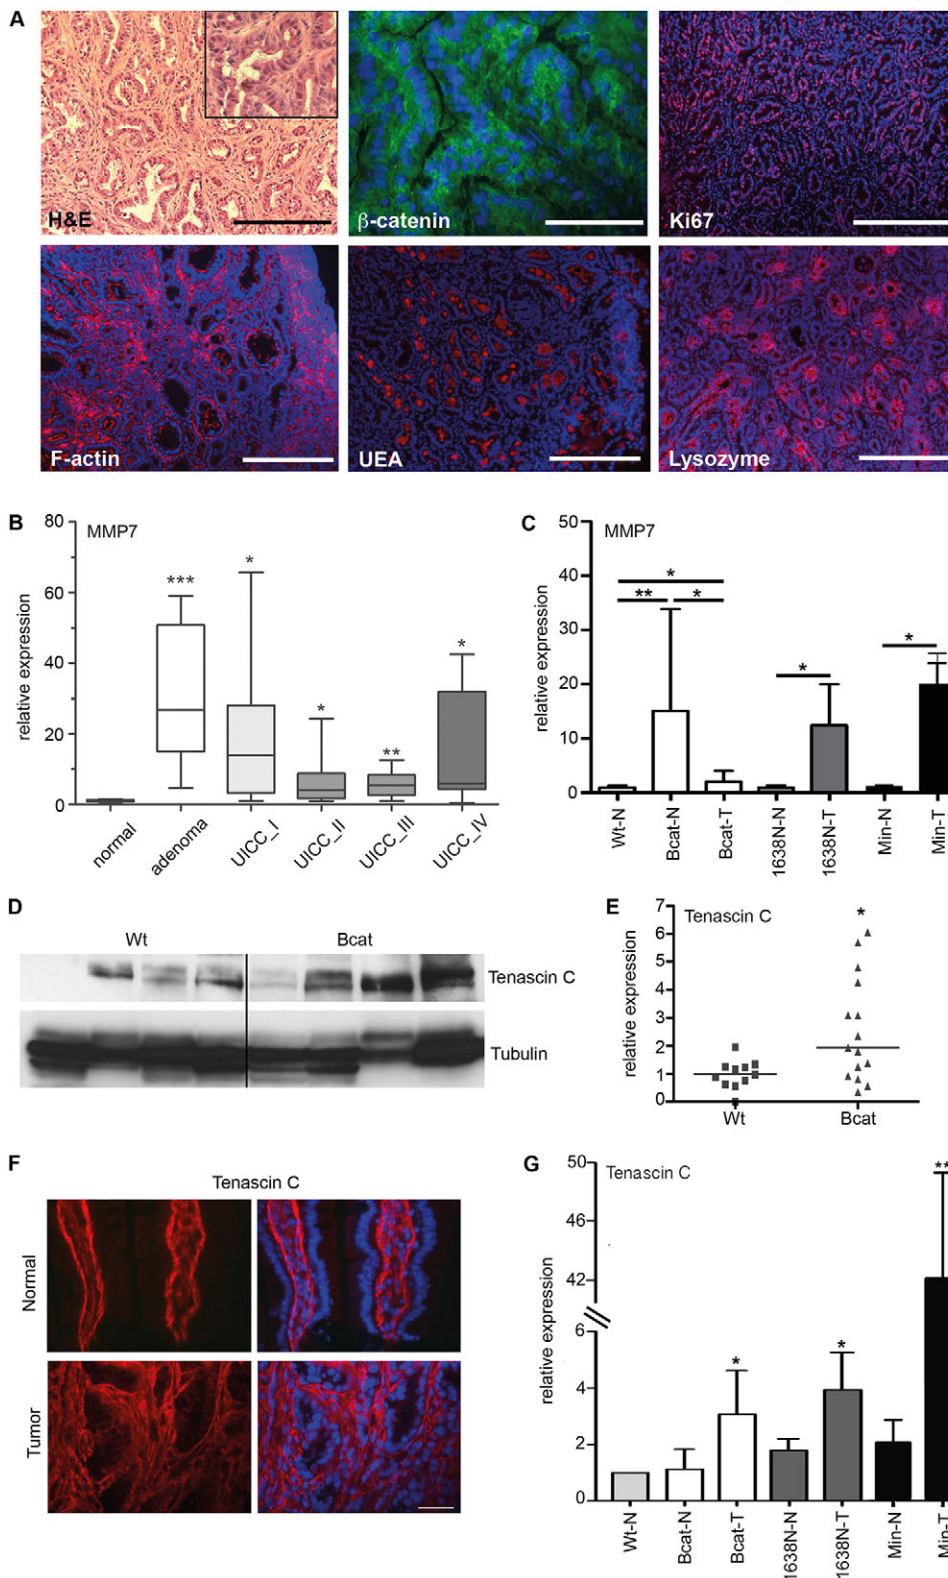 A
H&E
β-catenin
Ki67
F-actin
UEA
Lysozyme
B
MMP7
relative expression
80
60
40
20
0
***
*
*
**
*
normal
adenoma
UICC_I
UICC_II
UICC_III
UICC_IV
C
MMP7
relative expression
50
40
30
20
10
0
*
**
*
*
*
Wt-N
Bcat-N
Bcat-T
1638N-N
1638N-T
Min-N
Min-T
D
Wt
Bcat
Tenascin C
Tubulin
E
Tenascin C
relative expression
7
6
5
4
3
2
1
0
*
Wt
Bcat
F
Tenascin C
Normal
Tumor
G
Tenascin C
relative expression
50
46
42
6
4
2
0
*
*
**
Wt-N
Bcat-N
Bcat-T
1638N-N
1638N-T
Min-N
Min-T